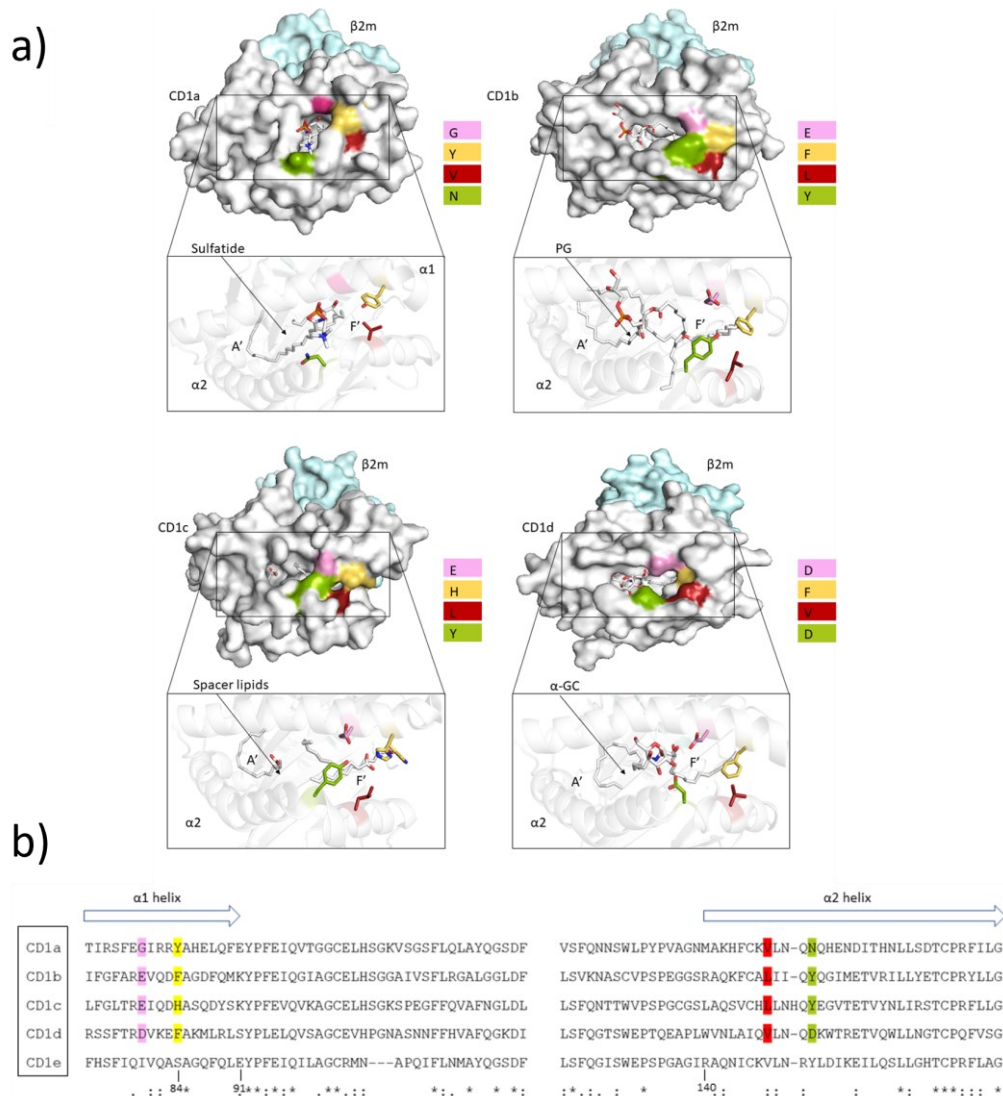 a)
β2m
CD1a
G
Y
V
N
Sulfatide
α1
A'
F'
α2
β2m
CD1b
E
F
L
Y
PG
A'
F'
α2
β2m
CD1c
E
H
L
Y
Spacer lipids
A'
F'
α2
β2m
CD1d
D
F
V
D
α-GC
A'
F'
α2
b)
α1 helix
α2 helix
CD1a TIRSFEGIRRYAHELQFEYPFEIQVTGGCELHSGKVSGSFLQLAYQGSDF VSFQNNSWLPYPVAGNMAKHFCKVLN-QNQHENDITHNLLSDTCPRFILG
CD1b IFGFAREVQDFAGDFQMKYPFEIQGIAGCELHSGGAIVSFLRGALGGLDF LSVKNASCVPSPEGGSRAQKFCALII-QYQGIMETVRILLYETCPRYLLG
CD1c LFGLTREIQDHASQDYSKYPFEVQVKAGCELHSGKSPEGFFQVAFNGLDL LSFQNTTWVPSPGCGSLAQSVCHLLNHQYEGVTETVYNLIRSTCPRFLLG
CD1d RSSFTRDVKEFAKMLRLSYPLELQVSAGCEVHPGNASNNFFHVAFQGKDI LSFQGTSWEPTQEAPLWVNLAIQVLN-QDKWTRETVQWLLNGTCPQFVSG
CD1e FHSFIQIVQASAGQFQLEYPFEIQILAGCRMN---APQIFLNMAYQGSDF LSFQGISWEPSPGAGIRAQNICKVLN-RYLDIKEILQSLLGHTCPRFLAG
84 91 140